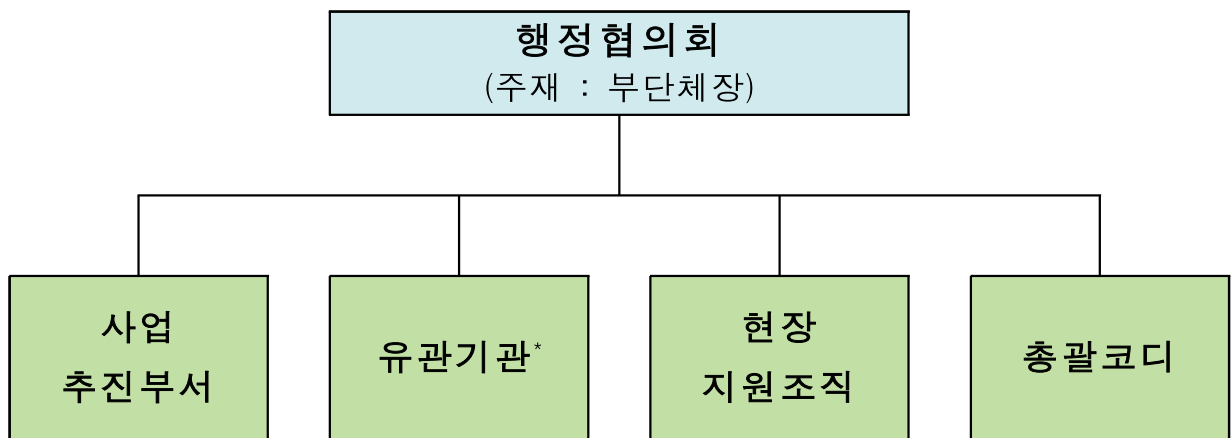 행정협의회
(주재 : 부단체장)
사업
추진부서
유관기관*
현장
지원조직
총괄코디